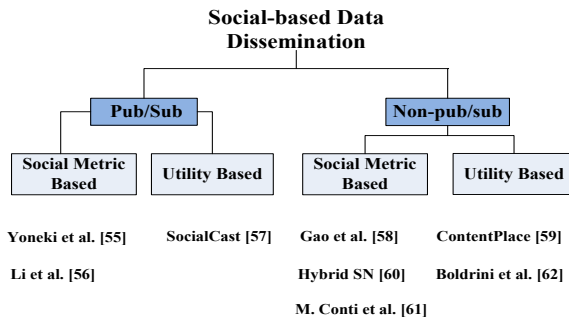 Social-based Data
Dissemination
Pub/Sub
Non-pub/sub
Social Metric
Based
Utility Based
Social Metric
Based
Utility Based
Yoneki et al. [55]
SocialCast [57]
Gao et al. [58]
ContentPlace [59]
Li et al. [56]
Hybrid SN [60]
Boldrini et al. [62]
M. Conti et al. [61]